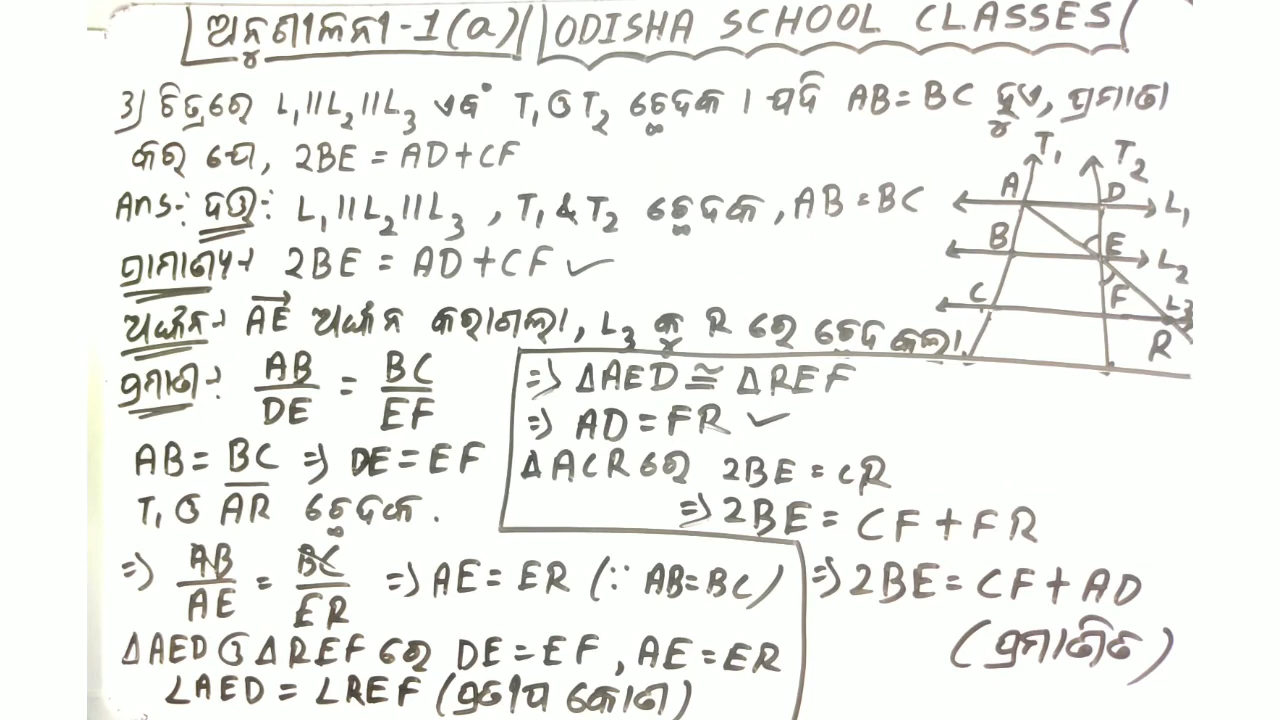 ଅନୁଶୀଳନୀ -1(a) ODISHA SCHOOL CLASSES
3) ଚିତ୍ରରେ L₁||L₂||L₃ ଏବଂ T₁ ଓ T₂ ଛେଦକ । ଯଦି AB = BC ହୁଏ, ପ୍ରମାଣ
କର ଯେ, 2BE = AD+CF
Ans-: ଦତ୍ତ: L₁||L₂||L₃ , T₁ & T₂ ଛେଦକ, AB = BC
ପ୍ରାମାଣ୍ୟ:- 2BE = AD+CF ✓
ଅଙ୍କନ:- AE→ ଅଙ୍କନ କରାଗଲା, L₃ କୁ R ରେ ଛେଦ କଲା
T₁ T₂
A D L₁
B E L₂
C F L₃
R
ପ୍ରମାଣ:- AB/DE = BC/EF
AB = BC ⇒ DE = EF
T₁ ଓ A̅R̅ ଛେଦକ.
⇒ AB/AE = BC/ER ⇒ AE = ER (∵ AB=BC)
ΔAED ଓ ΔREF ରେ DE = EF, AE = ER
∠AED = ∠REF (ପ୍ରତୀପ କୋଣ)
⇒ ΔAED ≅ ΔREF
⇒ AD = FR ✓
ΔACR ରେ 2BE = CR
⇒ 2BE = CF + FR
⇒ 2BE = CF + AD
(ପ୍ରମାଣିତ)